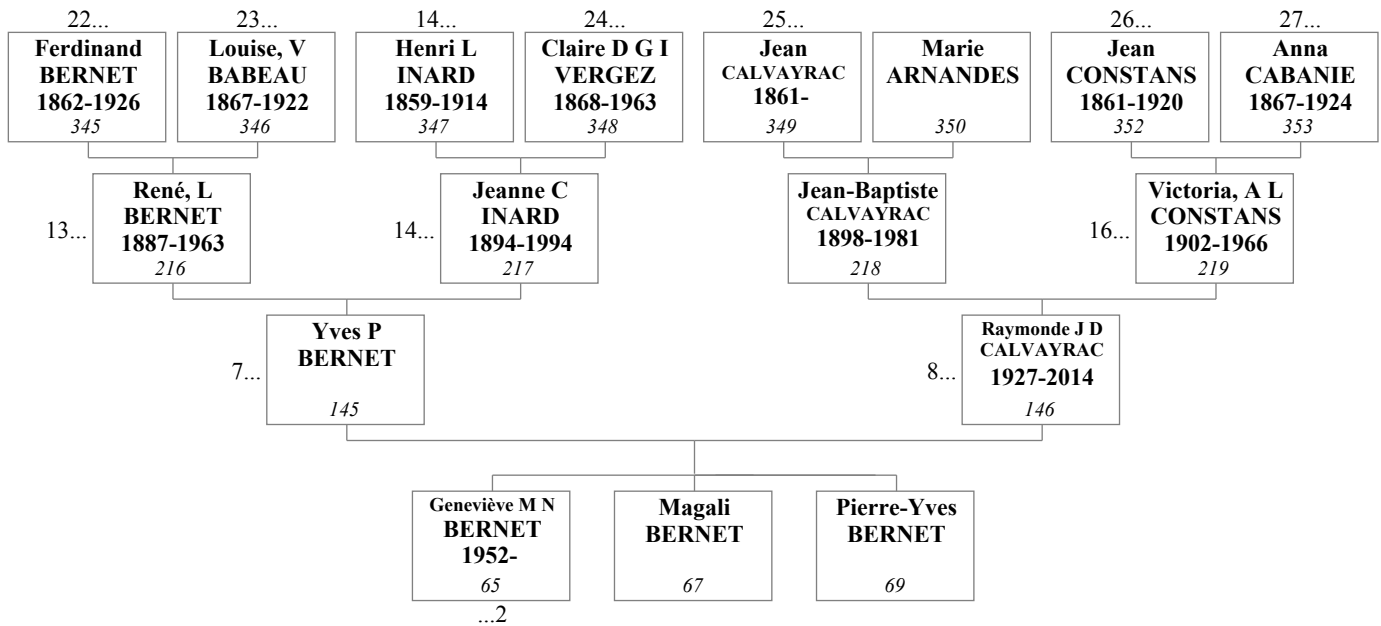 22...
23...
14...
24...
25...
26...
27...
Ferdinand
BERNET
1862-1926
345
Louise, V
BABEAU
1867-1922
346
Henri L
INARD
1859-1914
347
Claire D G I
VERGEZ
1868-1963
348
Jean
CALVAYRAC
1861-
349
Marie
ARNANDES
350
Jean
CONSTANS
1861-1920
352
Anna
CABANIE
1867-1924
353
13...
René, L
BERNET
1887-1963
216
14...
Jeanne C
INARD
1894-1994
217
Jean-Baptiste
CALVAYRAC
1898-1981
218
16...
Victoria, A L
CONSTANS
1902-1966
219
7...
Yves P
BERNET
145
8...
Raymonde J D
CALVAYRAC
1927-2014
146
Geneviève M N
BERNET
1952-
65
...2
Magali
BERNET
67
Pierre-Yves
BERNET
69